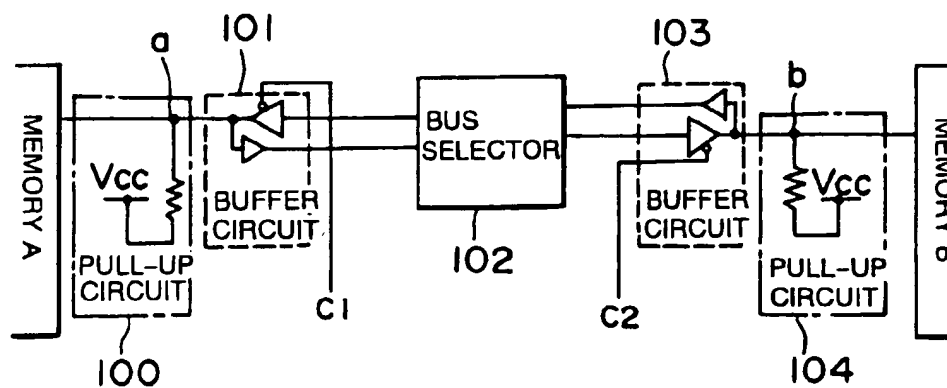 101
103
a
b
MEMORY A
VCC
PULL-UP
CIRCUIT
BUFFER
CIRCUIT
BUS
SELECTOR
BUFFER
CIRCUIT
VCC
PULL-UP
CIRCUIT
MEMORY B
102
C1
C2
100
104